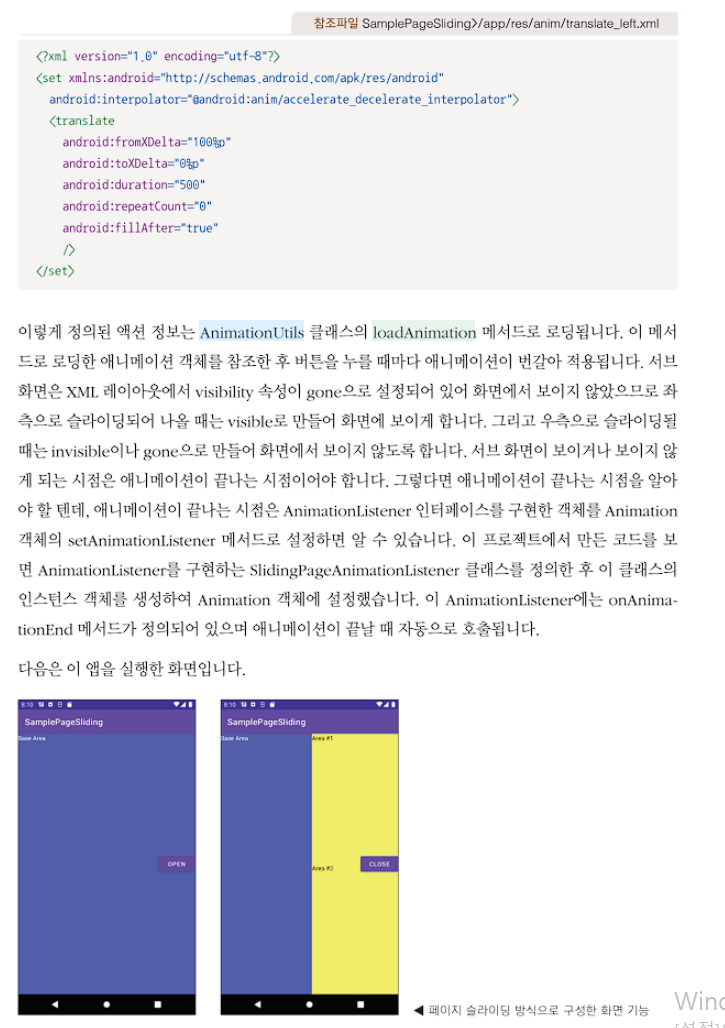 참조파일 SamplePageSliding>/app/res/anim/translate_left.xml
<?xml version="1.0" encoding="utf-8"?>
<set xmlns:android="http://schemas.android.com/apk/res/android"
android:interpolator="@android:anim/accelerate_decelerate_interpolator">
<translate
android:fromXDelta="100%p"
android:toXDelta="0%p"
android:duration="500"
android:repeatCount="0"
android:fillAfter="true"
/>
</set>
이렇게 정의된 액션 정보는 AnimationUtils 클래스의 loadAnimation 메서드로 로딩됩니다. 이 메서
드로 로딩한 애니메이션 객체를 참조한 후 버튼을 누를 때마다 애니메이션이 번갈아 적용됩니다. 서브
화면은 XML 레이아웃에서 visibility 속성이 gone으로 설정되어 있어 화면에서 보이지 않았으므로 좌
측으로 슬라이딩되어 나올 때는 visible로 만들어 화면에 보이게 합니다. 그리고 우측으로 슬라이딩될
때는 invisible이나 gone으로 만들어 화면에서 보이지 않도록 합니다. 서브 화면이 보이거나 보이지 않
게 되는 시점은 애니메이션이 끝나는 시점이어야 합니다. 그렇다면 애니메이션이 끝나는 시점을 알아
야 할 텐데, 애니메이션이 끝나는 시점은 AnimationListener 인터페이스를 구현한 객체를 Animation
객체의 setAnimationListener 메서드로 설정하면 알 수 있습니다. 이 프로젝트에서 만든 코드를 보
면 AnimationListener를 구현하는 SlidingPageAnimationListener 클래스를 정의한 후 이 클래스의
인스턴스 객체를 생성하여 Animation 객체에 설정했습니다. 이 AnimationListener에는 onAnima-
tionEnd 메서드가 정의되어 있으며 애니메이션이 끝날 때 자동으로 호출됩니다.
다음은 이 앱을 실행한 화면입니다.
8:10
SamplePageSliding
Base Area
OPEN
8:10
SamplePageSliding
Base Area
Area #1
Area #2
CLOSE
◀ 페이지 슬라이딩 방식으로 구성한 화면 기능
Wind